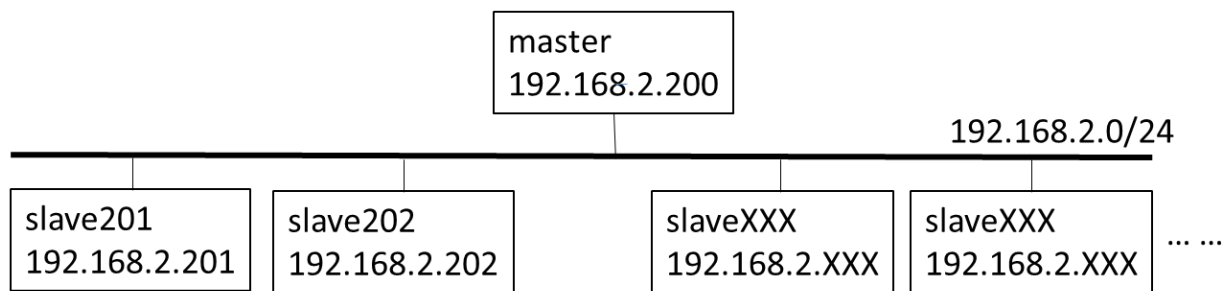 master
192.168.2.200
192.168.2.0/24
slave201
192.168.2.201
slave202
192.168.2.202
slaveXXX
192.168.2.XXX
slaveXXX
192.168.2.XXX
... ...